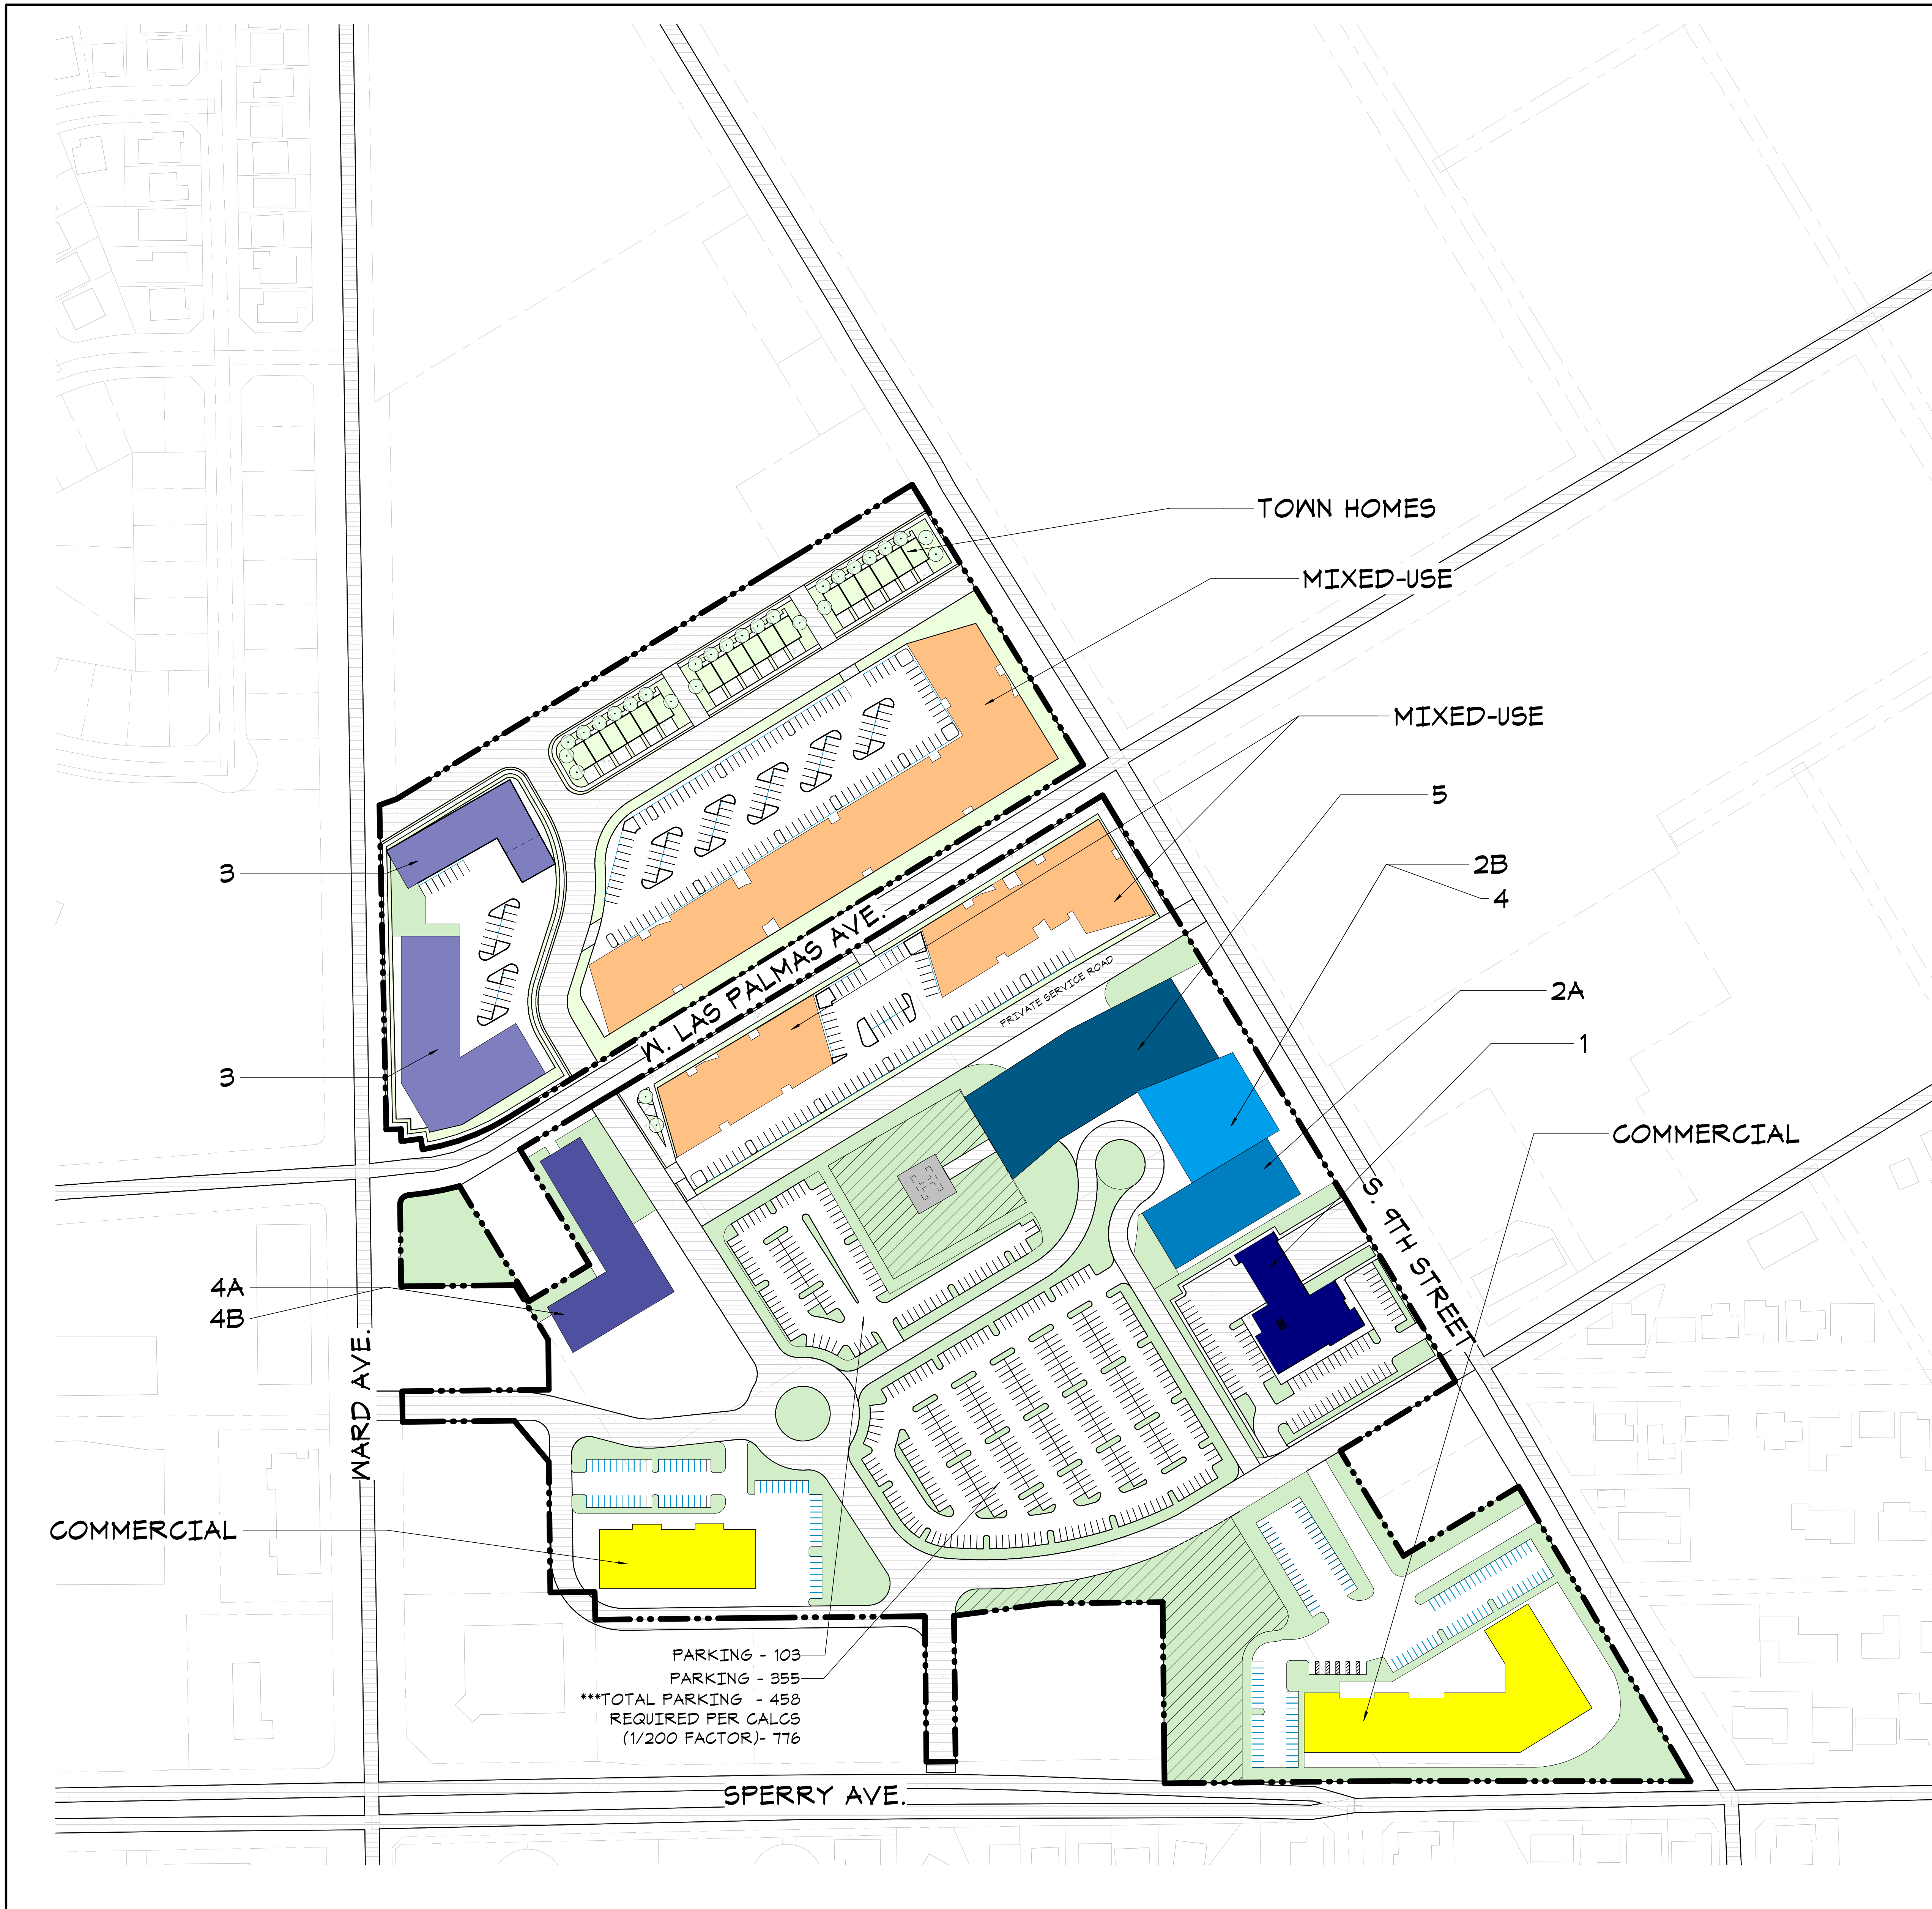 TOWN HOMES
MIXED-USE
MIXED-USE
5
2B
4
3
W. LAS PALMAS AVE.
PRIVATE SERVICE ROAD
2A
1
3
COMMERCIAL
S. 9TH STREET
4A
4B
WARD AVE.
COMMERCIAL
PARKING - 103
PARKING - 355
***TOTAL PARKING - 458
REQUIRED PER CALCS
(1/200 FACTOR)- 776
SPERRY AVE.